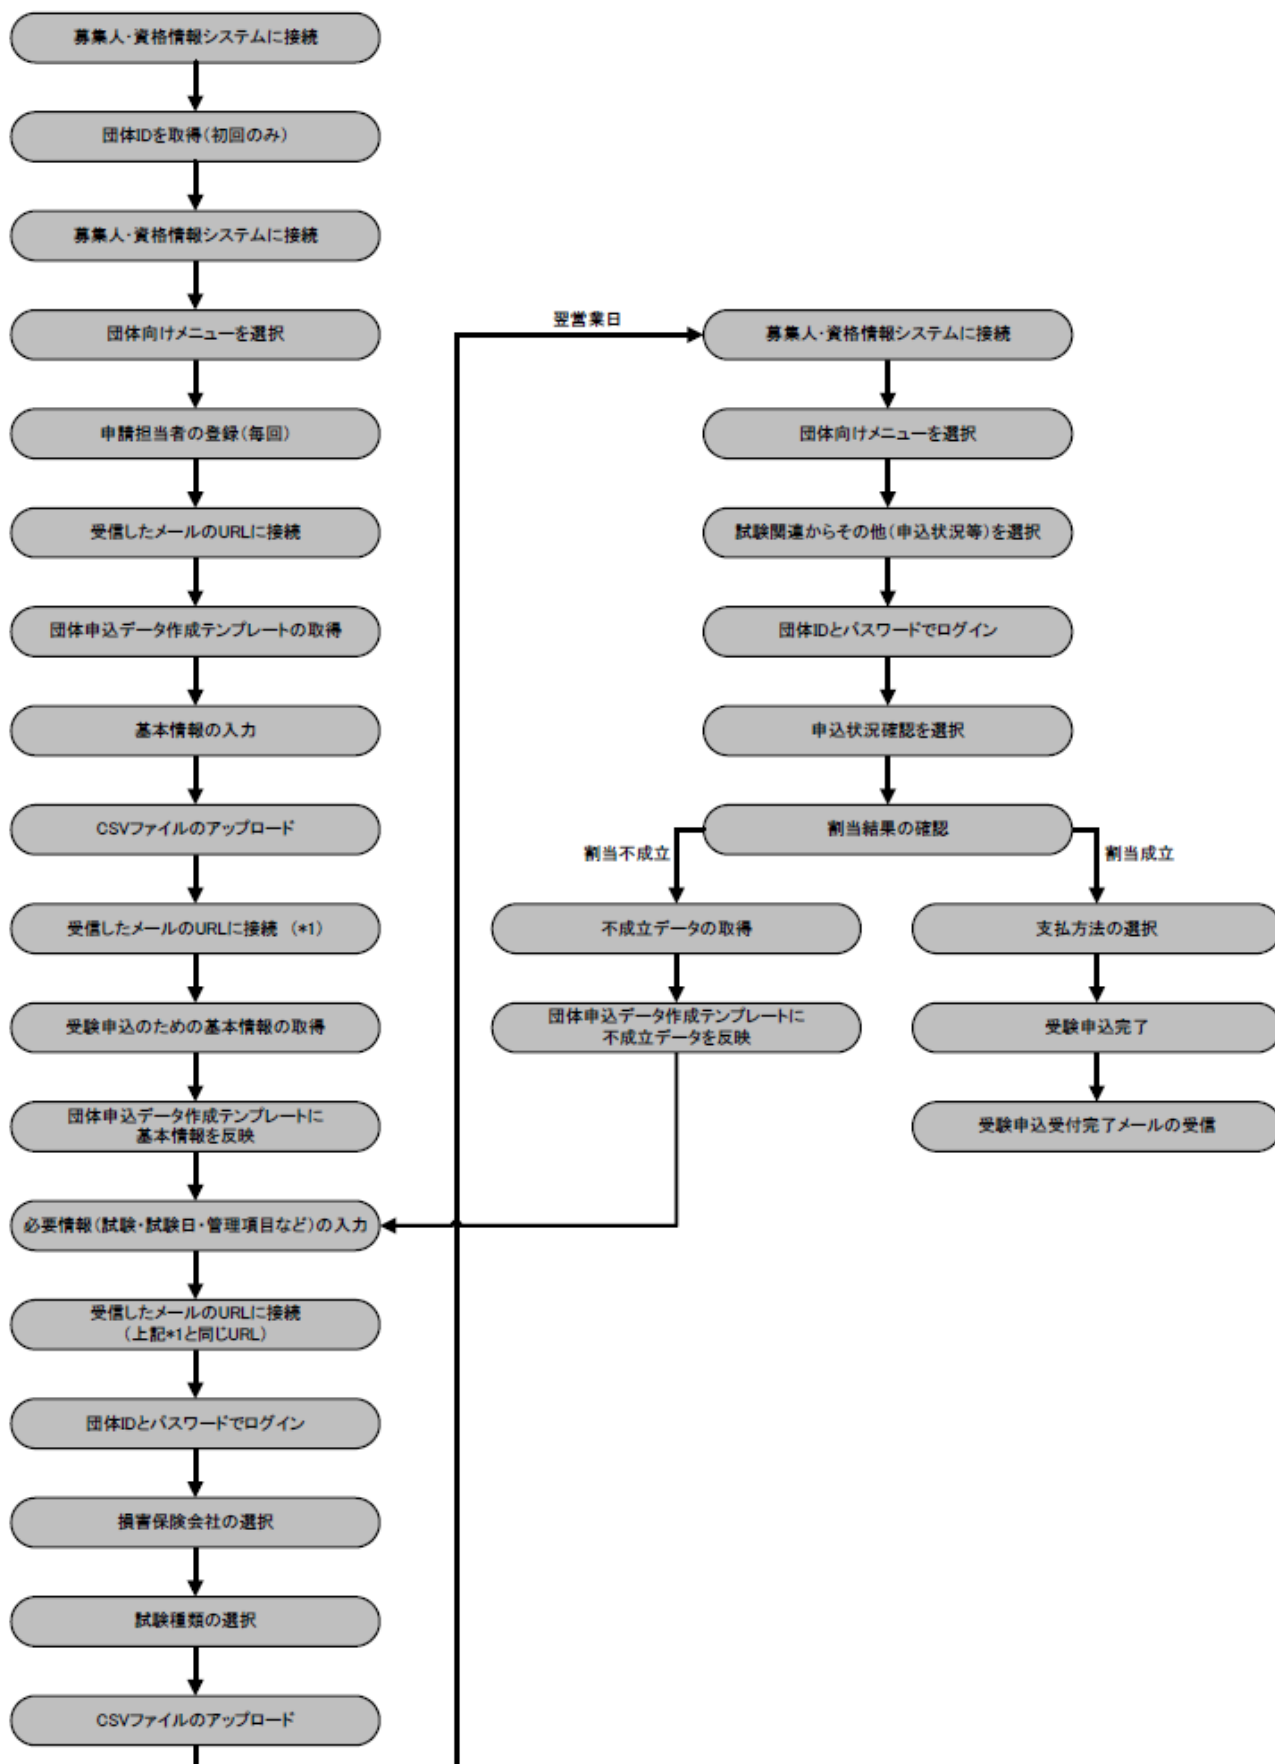 募集人・資格情報システムに接続
団体IDを取得(初回のみ)
募集人・資格情報システムに接続
団体向けメニューを選択
申請担当者の登録(毎回)
受信したメールのURLに接続
団体申込データ作成テンプレートの取得
基本情報の入力
CSVファイルのアップロード
受信したメールのURLに接続 (*1)
受験申込のための基本情報の取得
団体申込データ作成テンプレートに
基本情報を反映
必要情報(試験・試験日・管理項目など)の入力
受信したメールのURLに接続
(上記*1と同じURL)
団体IDとパスワードでログイン
損害保険会社の選択
試験種類の選択
CSVファイルのアップロード
翌営業日
募集人・資格情報システムに接続
団体向けメニューを選択
試験関連からその他(申込状況等)を選択
団体IDとパスワードでログイン
申込状況確認を選択
割当結果の確認
割当不成立
不成立データの取得
団体申込データ作成テンプレートに
不成立データを反映
割当成立
支払方法の選択
受験申込完了
受験申込受付完了メールの受信